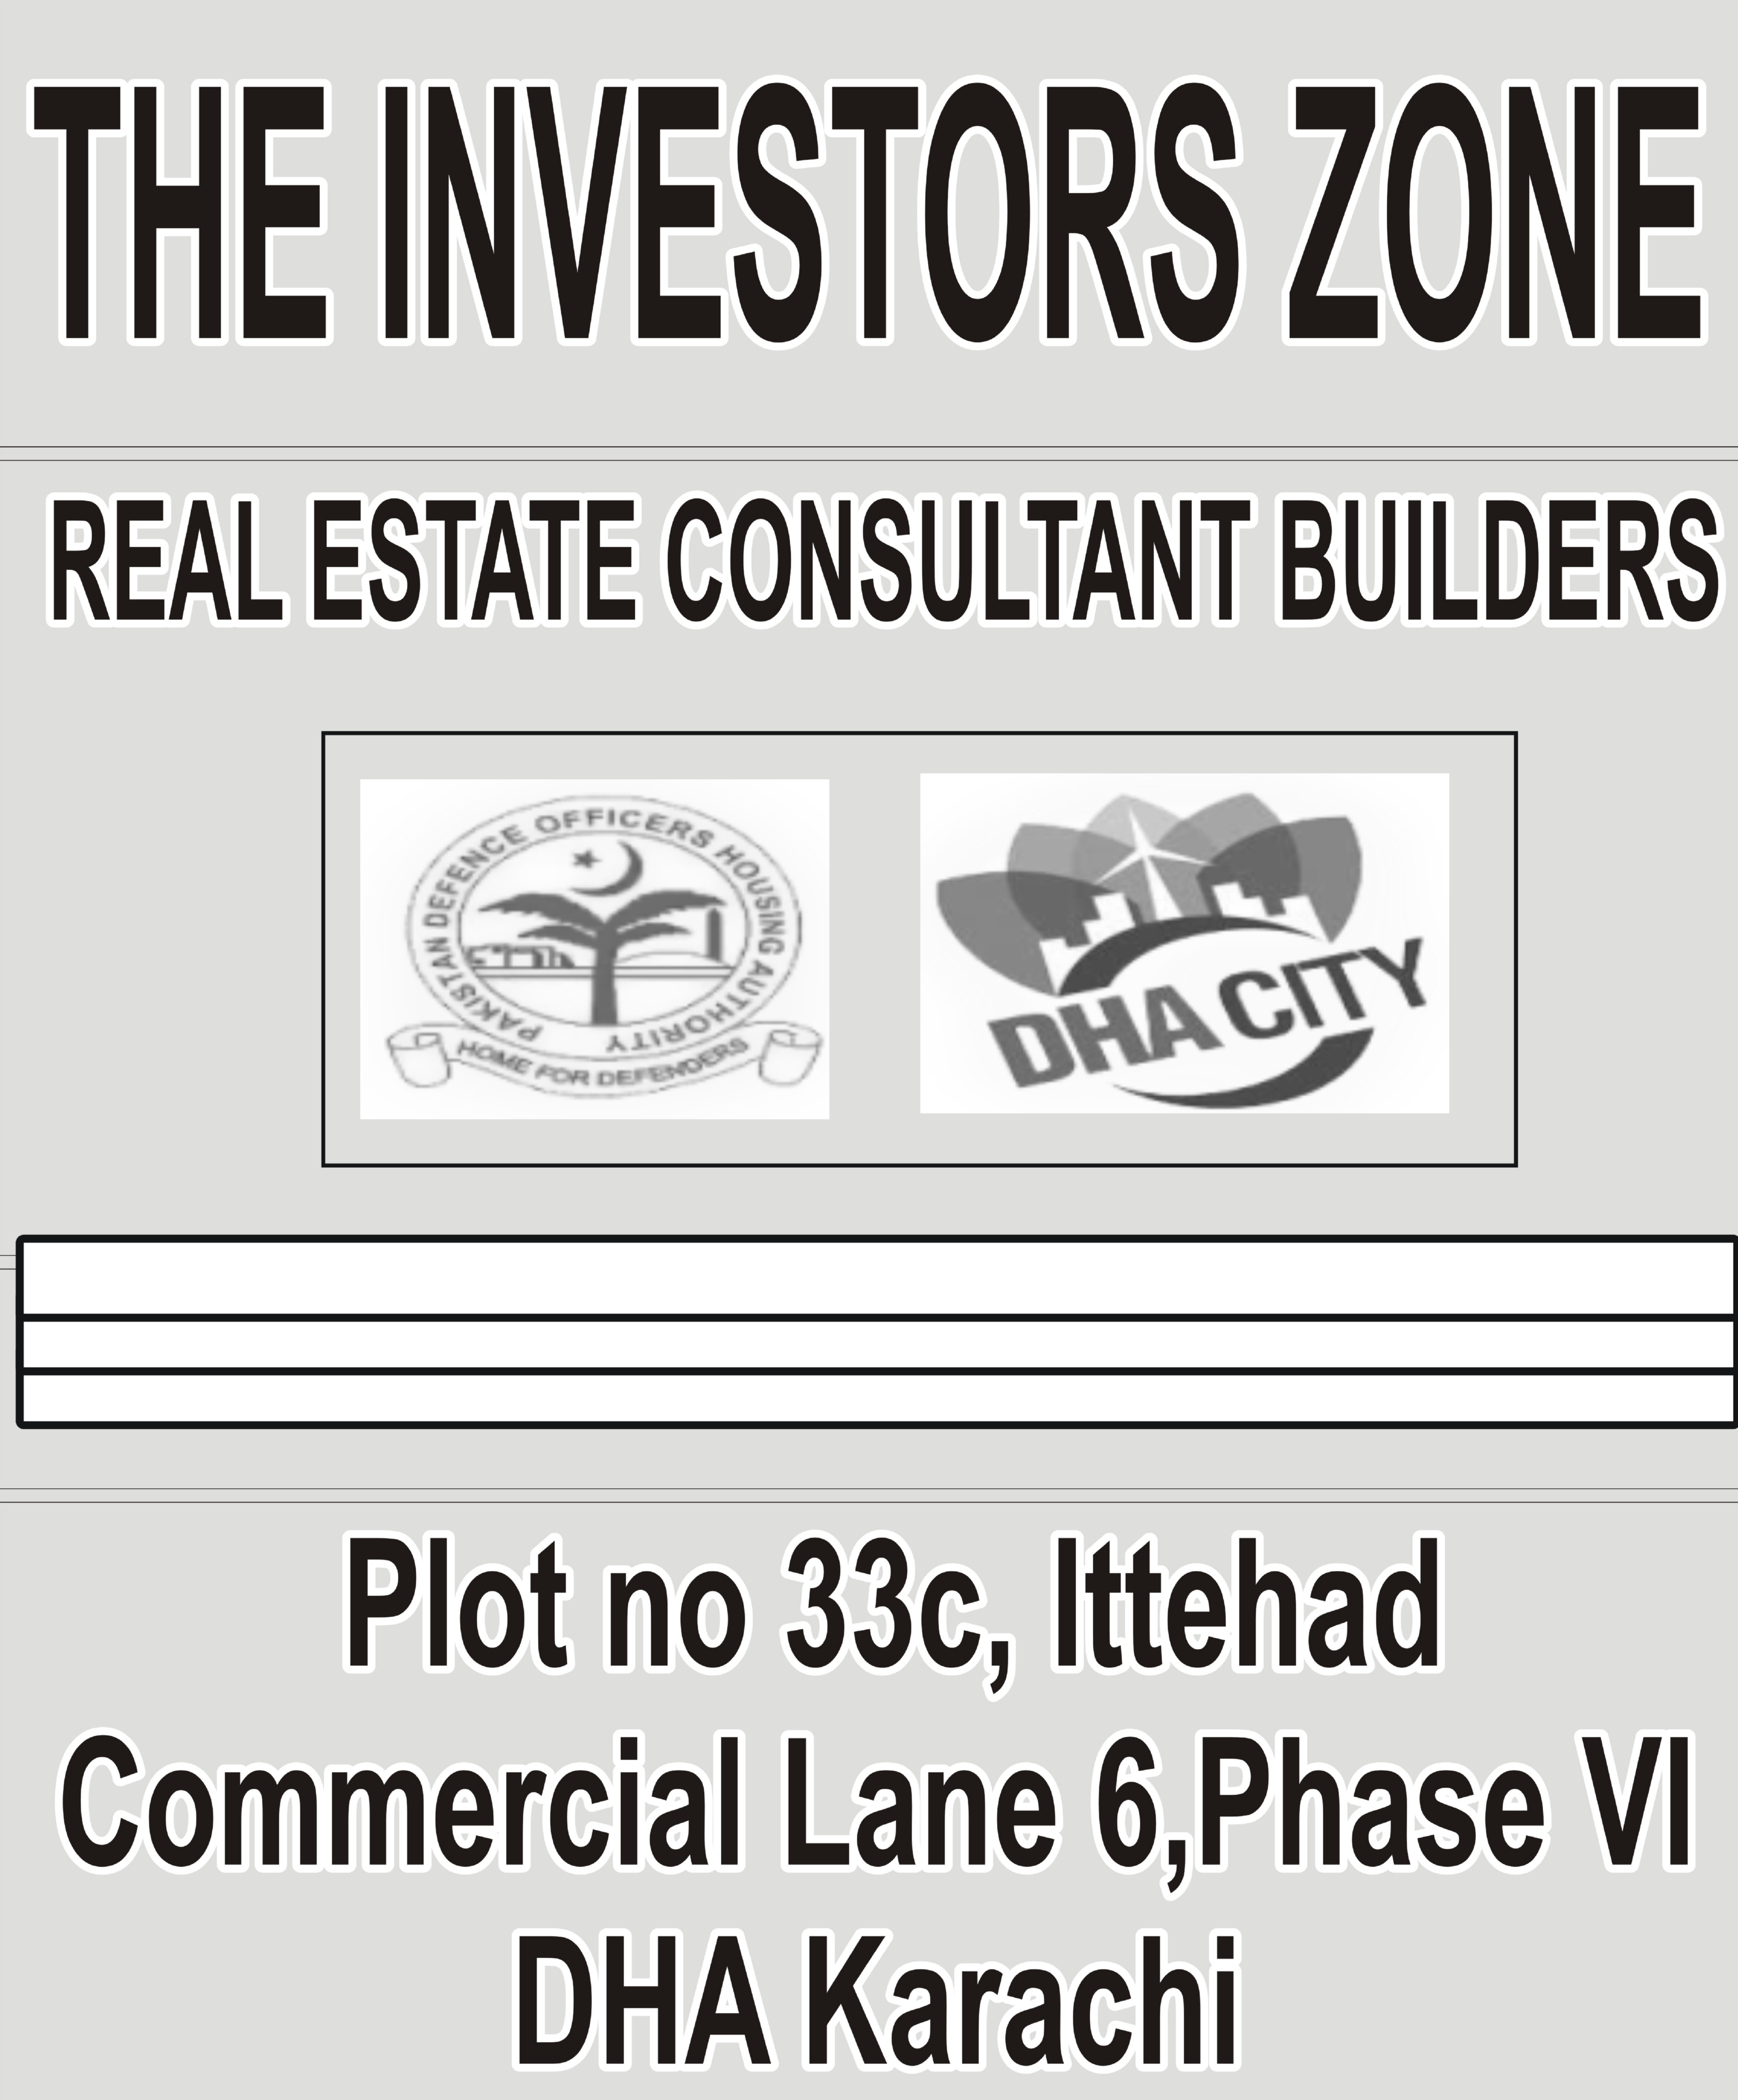 THE INVESTORS ZONE
REAL ESTATE CONSULTANT BUILDERS
PAKISTAN DEFENCE OFFICERS HOUSING AUTHORITY
HOME FOR DEFENDERS
DHA CITY
Plot no 33c, Ittehad
Commercial Lane 6,Phase VI
DHA Karachi